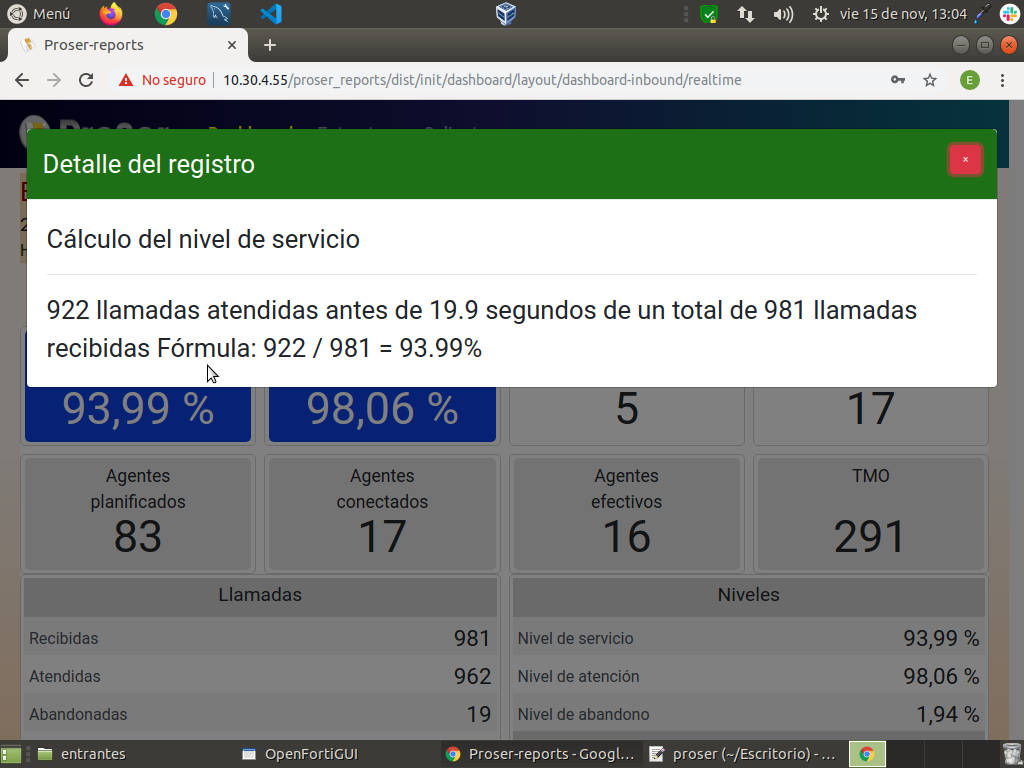 Menú
vie 15 de nov, 13:04
Proser-reports
No seguro
10.30.4.55/proser_reports/dist/init/dashboard/layout/dashboard-inbound/realtime
E
Detalle del registro
Cálculo del nivel de servicio
922 llamadas atendidas antes de 19.9 segundos de un total de 981 llamadas
recibidas Fórmula: 922 / 981 = 93.99%
93,99 %
98,06 %
5
17
Agentes
planificados
83
Agentes
conectados
17
Agentes
efectivos
16
TMO
291
Llamadas
Niveles
Recibidas
981
Nivel de servicio
93,99 %
Atendidas
962
Nivel de atención
98,06 %
Abandonadas
19
Nivel de abandono
1,94 %
entrantes
OpenFortiGUI
Proser-reports - Googl...
proser (~/Escritorio) - ...